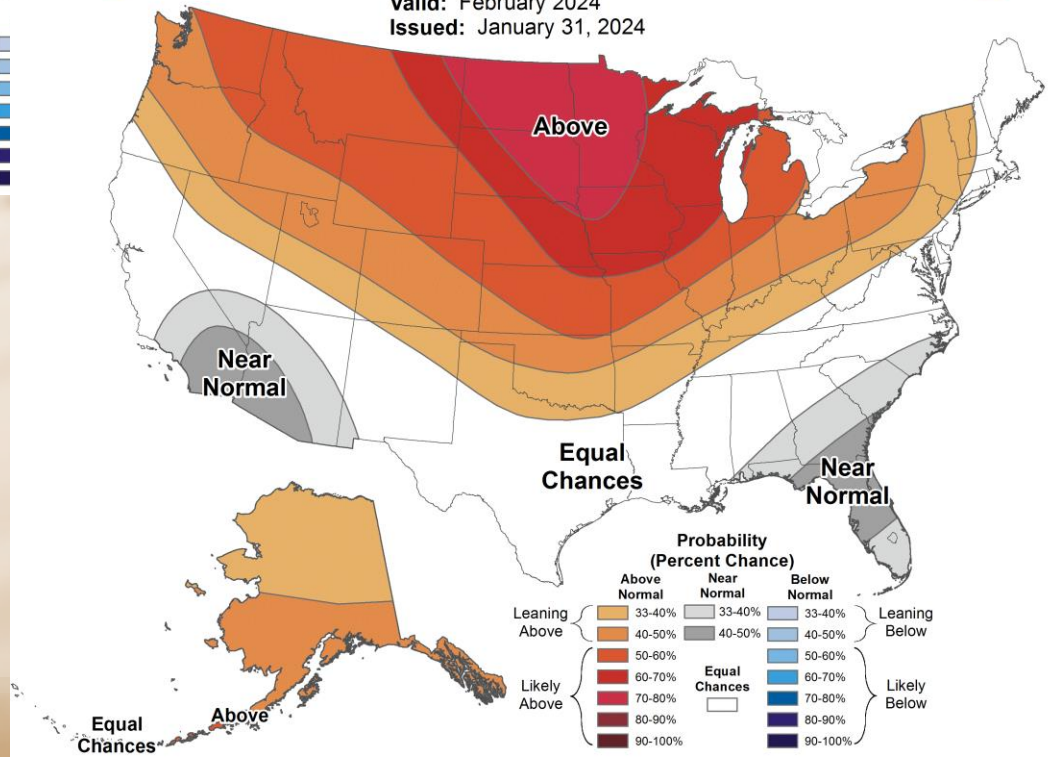 Valid: February 2024
Issued: January 31, 2024
Above
Near
Normal
Equal
Chances
Near
Normal
Above
Equal
Chances
Probability
(Percent Chance)
Above
Normal
Near
Normal
Below
Normal
Leaning
Above
33-40%
40-50%
33-40%
40-50%
33-40%
40-50%
Leaning
Below
Likely
Above
50-60%
60-70%
70-80%
80-90%
90-100%
Equal
Chances
50-60%
60-70%
70-80%
80-90%
90-100%
Likely
Below